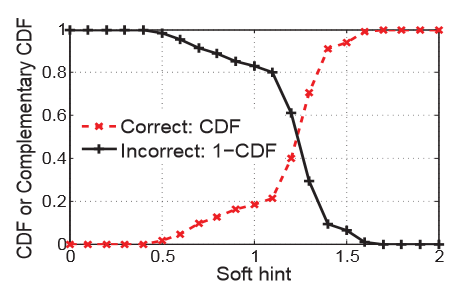 CDF or Complementary CDF
1
0.8
0.6
0.4
0.2
0
Correct: CDF
Incorrect: 1-CDF
0
0.5
1
1.5
2
Soft hint